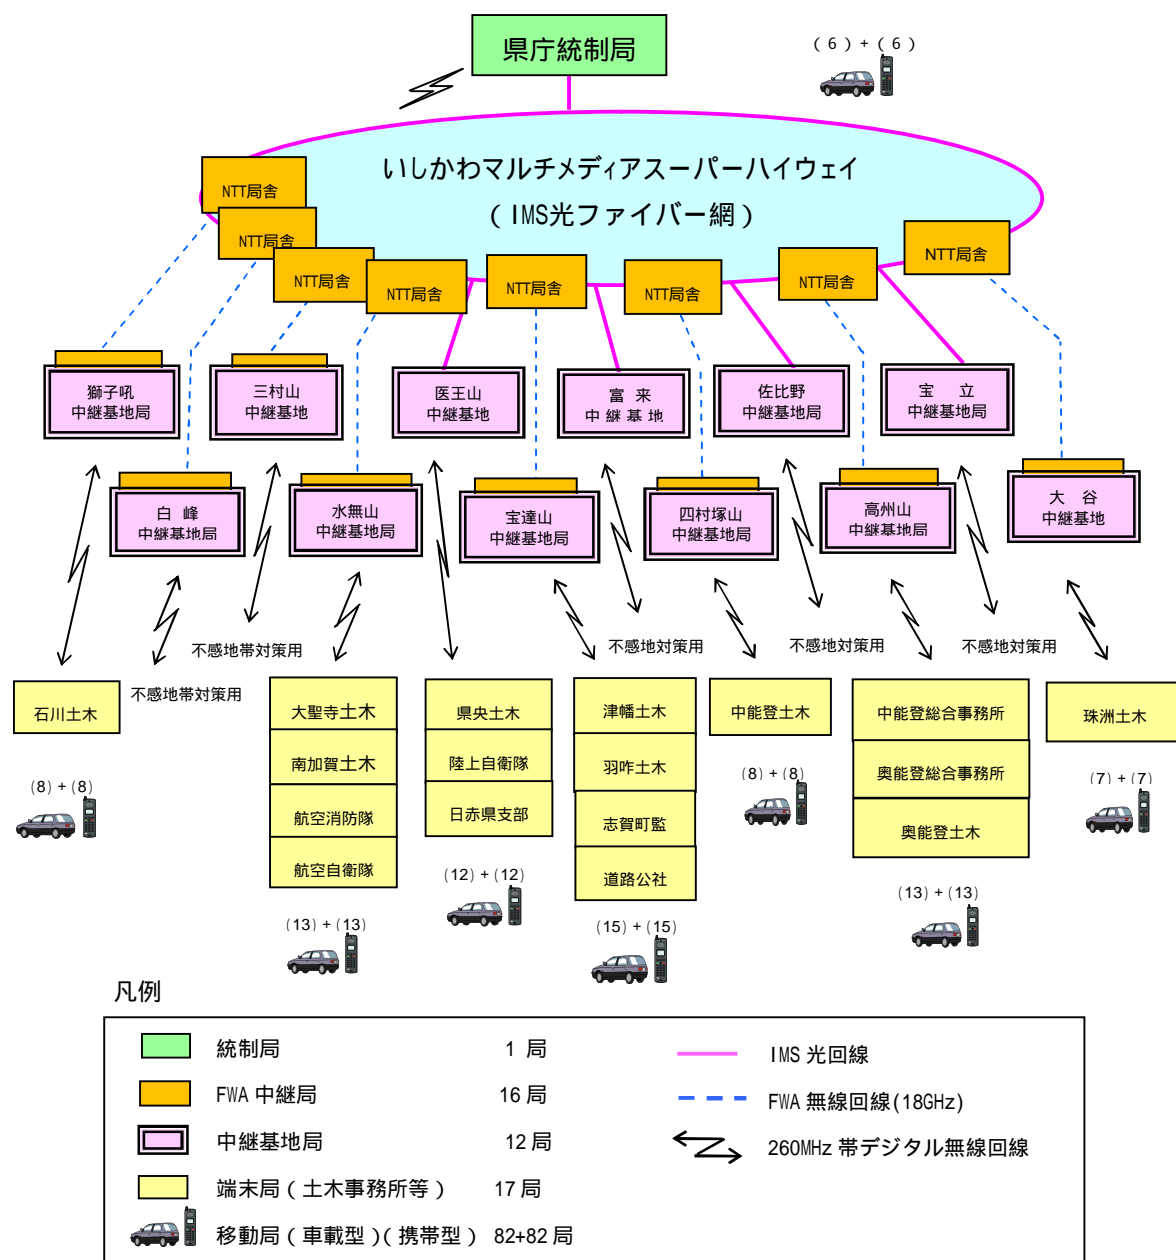 県庁統制局
(6)+(6)
いしかわマルチメディアスーパーハイウェイ
(IMS光ファイバー網)
NTT局舎
NTT局舎
NTT局舎
NTT局舎
NTT局舎
NTT局舎
NTT局舎
NTT局舎
獅子吼
中継基地局
三村山
中継基地
医王山
中継基地
富来
中継基地
佐比野
中継基地局
宝立
中継基地局
白峰
中継基地局
水無山
中継基地局
宝達山
中継基地局
四村塚山
中継基地局
高州山
中継基地局
大谷
中継基地
不感地帯対策用
不感地帯対策用
不感地対策用
不感地対策用
不感地対策用
石川土木
(8)+(8)
大聖寺土木
南加賀土木
航空消防隊
航空自衛隊
(13)+(13)
県央土木
陸上自衛隊
日赤県支部
(12)+(12)
津幡土木
羽咋土木
志賀町監
道路公社
(15)+(15)
中能登土木
(8)+(8)
中能登総合事務所
奥能登総合事務所
奥能登土木
(13)+(13)
珠洲土木
(7)+(7)
凡例
統制局 1 局
FWA 中継局 16 局
中継基地局 12 局
端末局(土木事務所等) 17 局
移動局(車載型)(携帯型) 82+82 局
IMS 光回線
FWA 無線回線(18GHz)
260MHz 帯デジタル無線回線